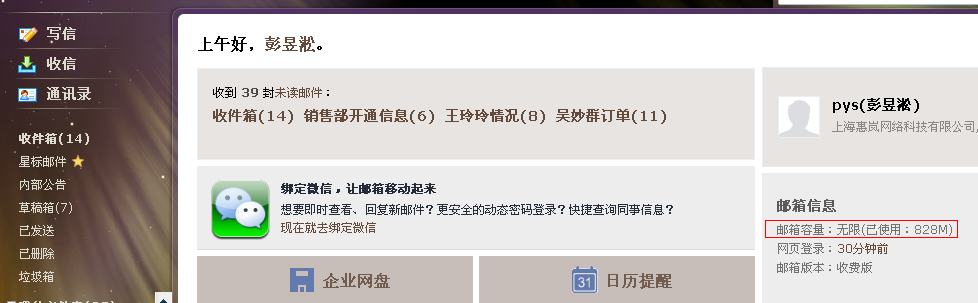 写信
收信
通讯录
收件箱(14)
星标邮件
内部公告
草稿箱(7)
已发送
已删除
垃圾箱
上午好，彭昱淞。
收到 39 封未读邮件：
收件箱(14) 销售部开通信息(6) 王玲玲情况(8) 吴妙群订单(11)
绑定微信，让邮箱移动起来
想要即时查看、回复新邮件？更安全的动态密码登录？快捷查询同事信息？
现在就去绑定微信
企业网盘
31 日历提醒
pys(彭昱淞)
上海惠岚网络科技有限公司,
邮箱信息
邮箱容量：无限(已使用：828M)
网页登录：30分钟前
邮箱版本：收费版